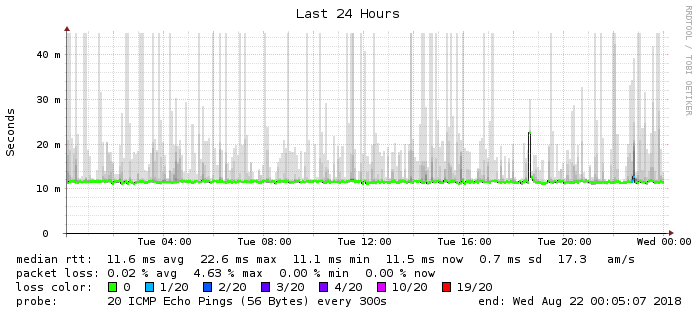 Last 24 Hours
RRDTOOL / TOBI OETIKER
Seconds
40 m
30 m
20 m
10 m
0
Tue 04:00 Tue 08:00 Tue 12:00 Tue 16:00 Tue 20:00 Wed 00:00
median rtt: 11.6 ms avg 22.6 ms max 11.1 ms min 11.5 ms now 0.7 ms sd 17.3 am/s
packet loss: 0.02 % avg 4.63 % max 0.00 % min 0.00 % now
loss color: 0 1/20 2/20 3/20 4/20 10/20 19/20
probe: 20 ICMP Echo Pings (56 Bytes) every 300s end: Wed Aug 22 00:05:07 2018